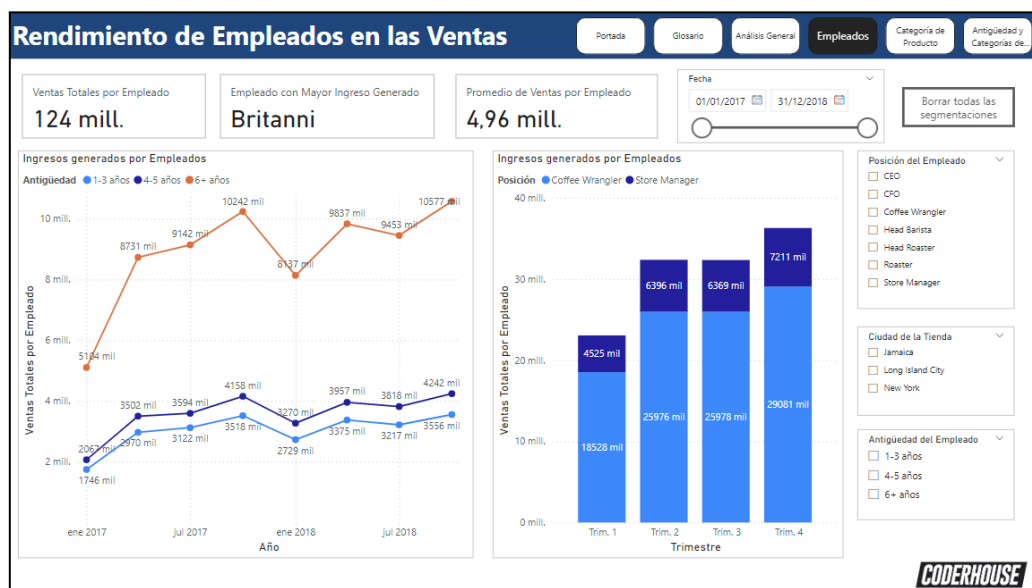 Rendimiento de Empleados en las Ventas
Portada
Glosario
Análisis General
Empleados
Categoría de
Producto
Antigüedad y
Categorías de...
Ventas Totales por Empleado
124 mill.
Empleado con Mayor Ingreso Generado
Britanni
Promedio de Ventas por Empleado
4,96 mill.
Fecha
01/01/2017
31/12/2018
Borrar todas las
segmentaciones
Ingresos generados por Empleados
Antigüedad 1-3 años 4-5 años 6+ años
Ventas Totales por Empleado
10 mill.
8 mill.
6 mill.
4 mill.
2 mill.
5104 mil
8731 mil
9142 mil
10242 mil
8137 mil
9837 mil
9453 mil
10577 mil
2067 mil
3502 mil
3594 mil
4158 mil
3270 mil
3957 mil
3818 mil
4242 mil
1746 mil
2970 mil
3122 mil
3518 mil
2729 mil
3375 mil
3217 mil
3556 mil
ene 2017
jul 2017
ene 2018
jul 2018
Año
Ingresos generados por Empleados
Posición Coffee Wrangler Store Manager
Ventas Totales por Empleado
40 mill.
30 mill.
20 mill.
10 mill.
0 mill.
4525 mil
18528 mil
6396 mil
25976 mil
6369 mil
25978 mil
7211 mil
29081 mil
Trim. 1
Trim. 2
Trim. 3
Trim. 4
Trimestre
Posición del Empleado
CEO
CFO
Coffee Wrangler
Head Barista
Head Roaster
Roaster
Store Manager
Ciudad de la Tienda
Jamaica
Long Island City
New York
Antigüedad del Empleado
1-3 años
4-5 años
6+ años
CODERHOUSE